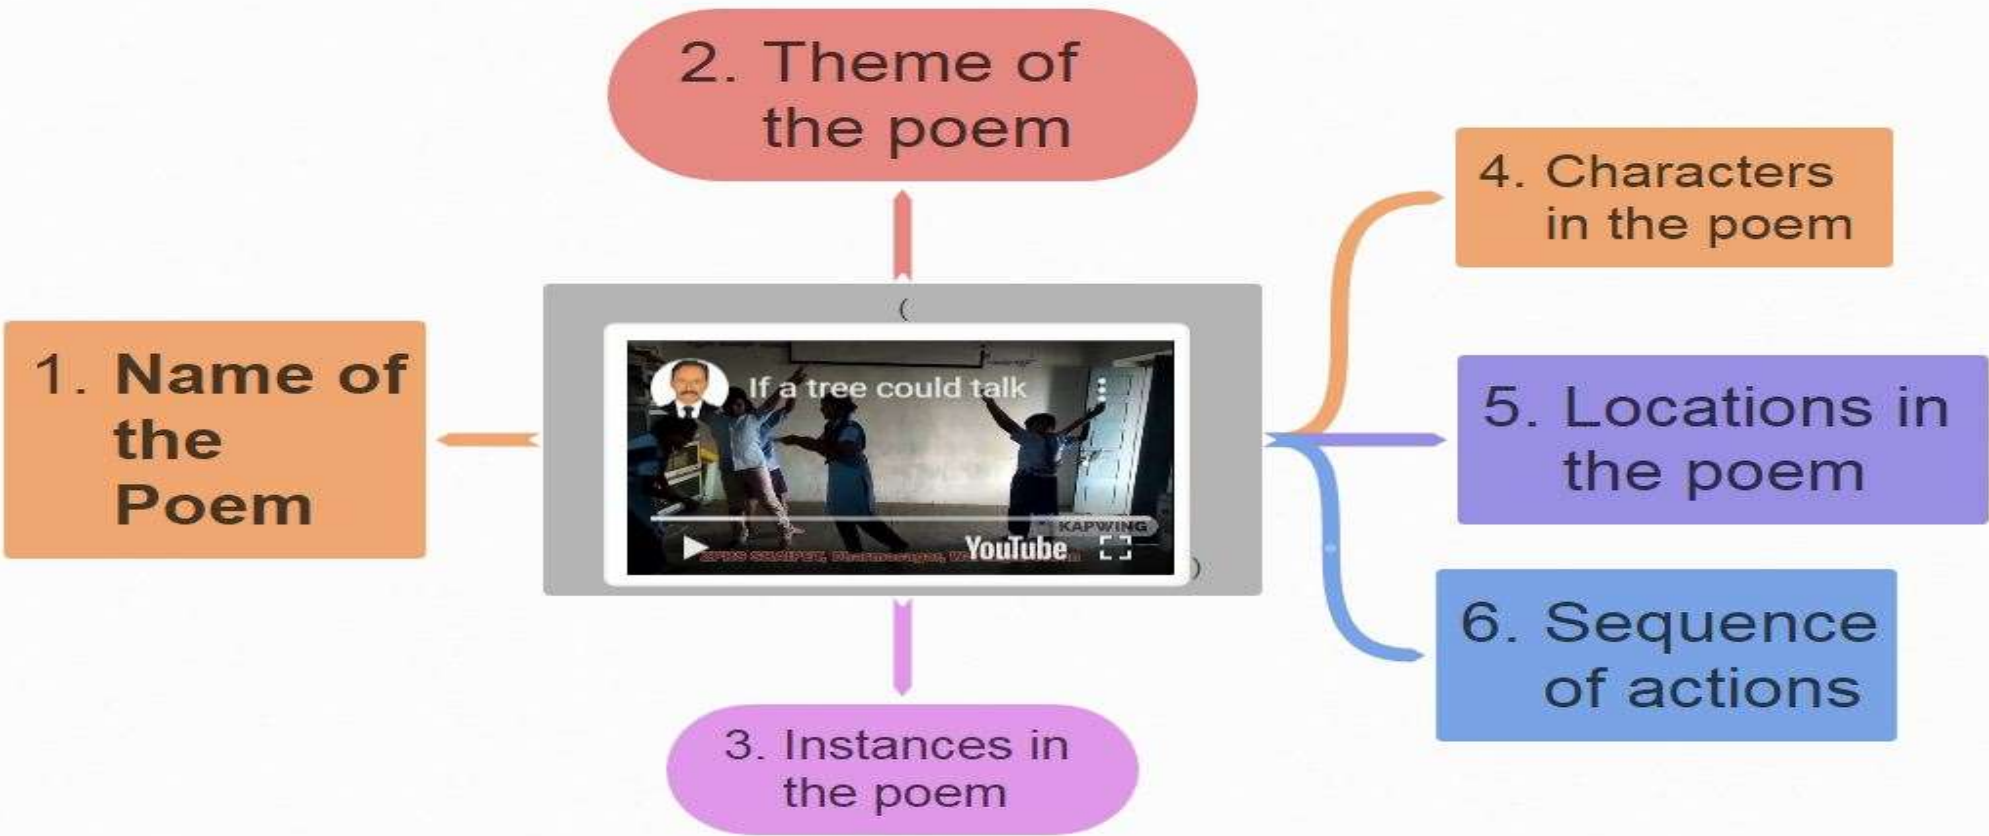 2. Theme of
the poem
4. Characters
in the poem
(
1. Name of
the
Poem
If a tree could talk
5. Locations in
the poem
KAPWING
YouTube
)
6. Sequence
of actions
3. Instances in
the poem